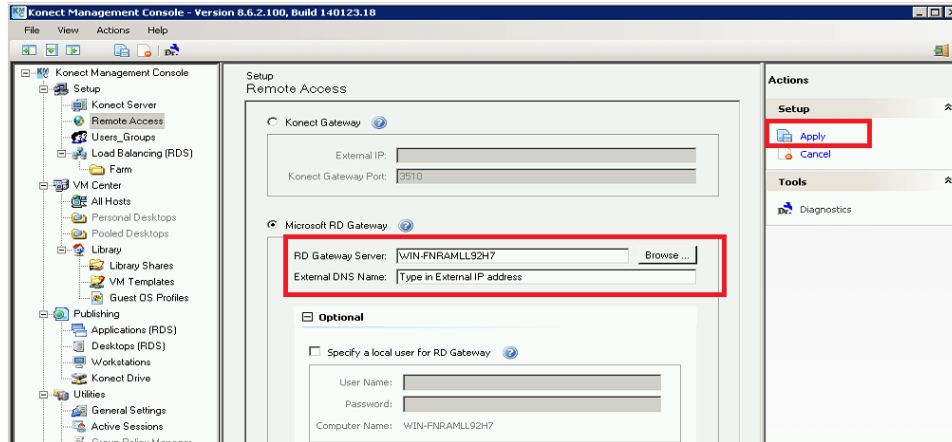 Konect Management Console - Version 8.6.2.100, Build 140123.18
File View Actions Help
Dr.
Konect Management Console
Setup
Konect Server
Remote Access
Users_Groups
Load Balancing (RDS)
Farm
VM Center
All Hosts
Personal Desktops
Pooled Desktops
Library
Library Shares
VM Templates
Guest OS Profiles
Publishing
Applications (RDS)
Desktops (RDS)
Workstations
Konect Drive
Utilities
General Settings
Active Sessions
Group Policy Manager
Setup
Remote Access
Konect Gateway
External IP:
Konect Gateway Port: 3510
Microsoft RD Gateway
RD Gateway Server: WIN-FNRAMLL92H7 Browse ...
External DNS Name: Type in External IP address
Optional
Specify a local user for RD Gateway
User Name:
Password:
Computer Name: WIN-FNRAMLL92H7
Actions
Setup
Apply
Cancel
Tools
Dr. Diagnostics